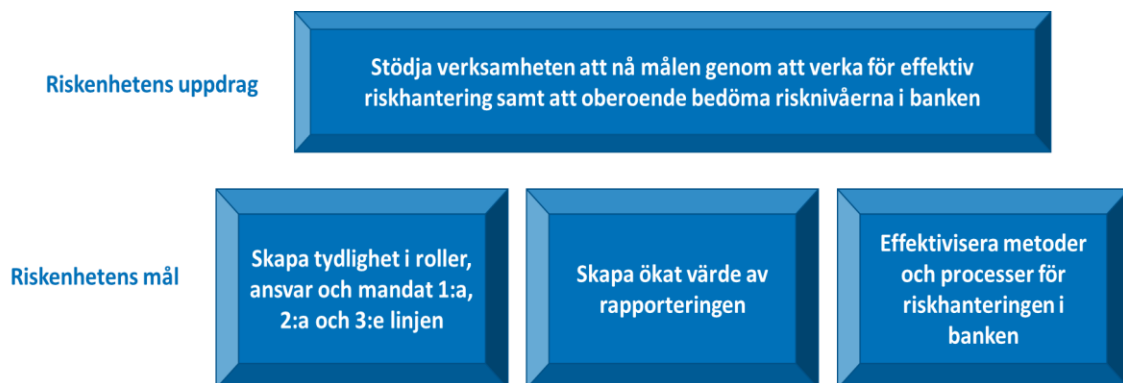 Riskenhetens uppdrag
Stödja verksamheten att nå målen genom att verka för effektiv
riskhantering samt att oberoende bedöma risknivåerna i banken
Riskenhetens mål
Skapa tydlighet i roller,
ansvar och mandat 1:a,
2:a och 3:e linjen
Skapa ökat värde av
rapporteringen
Effektivisera metoder
och processer för
riskhanteringen i
banken